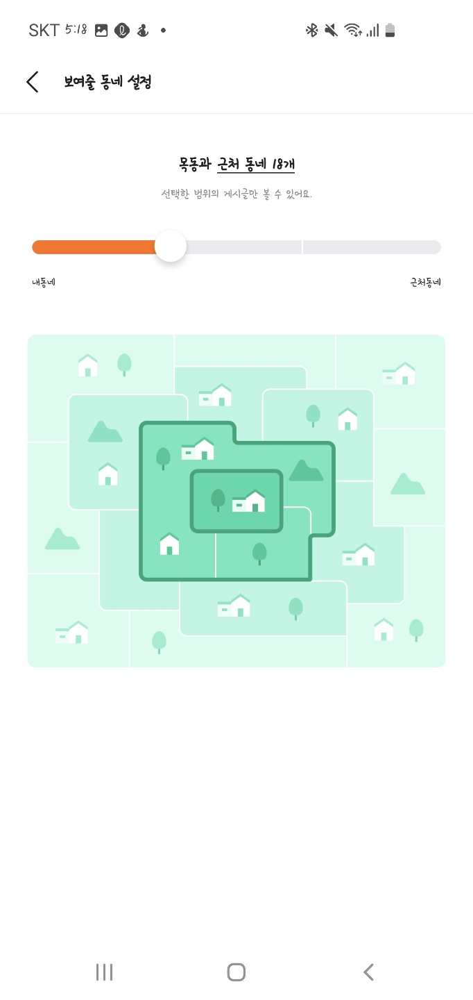 SKT 5:18
보여줄 동네 설정
목동과 근처 동네 18개
선택한 범위의 게시글만 볼 수 있어요.
내동네 근처동네